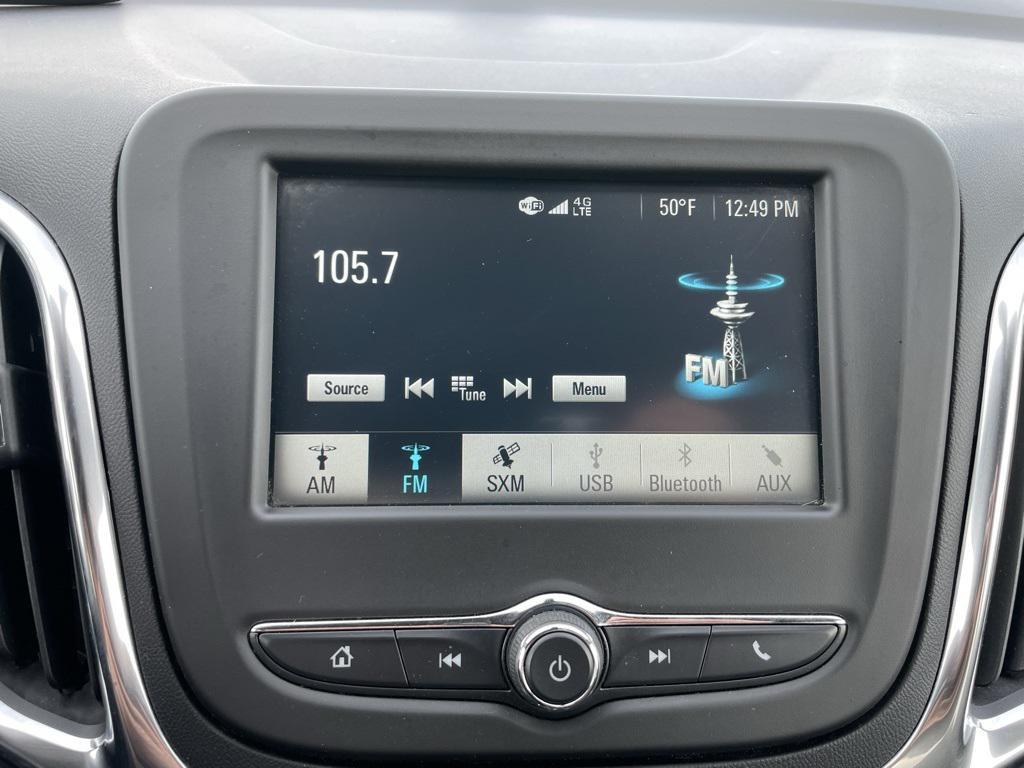 WiFi 4G LTE 50°F 12:49 PM
105.7
FM
Source Tune Menu
AM FM SXM USB Bluetooth AUX